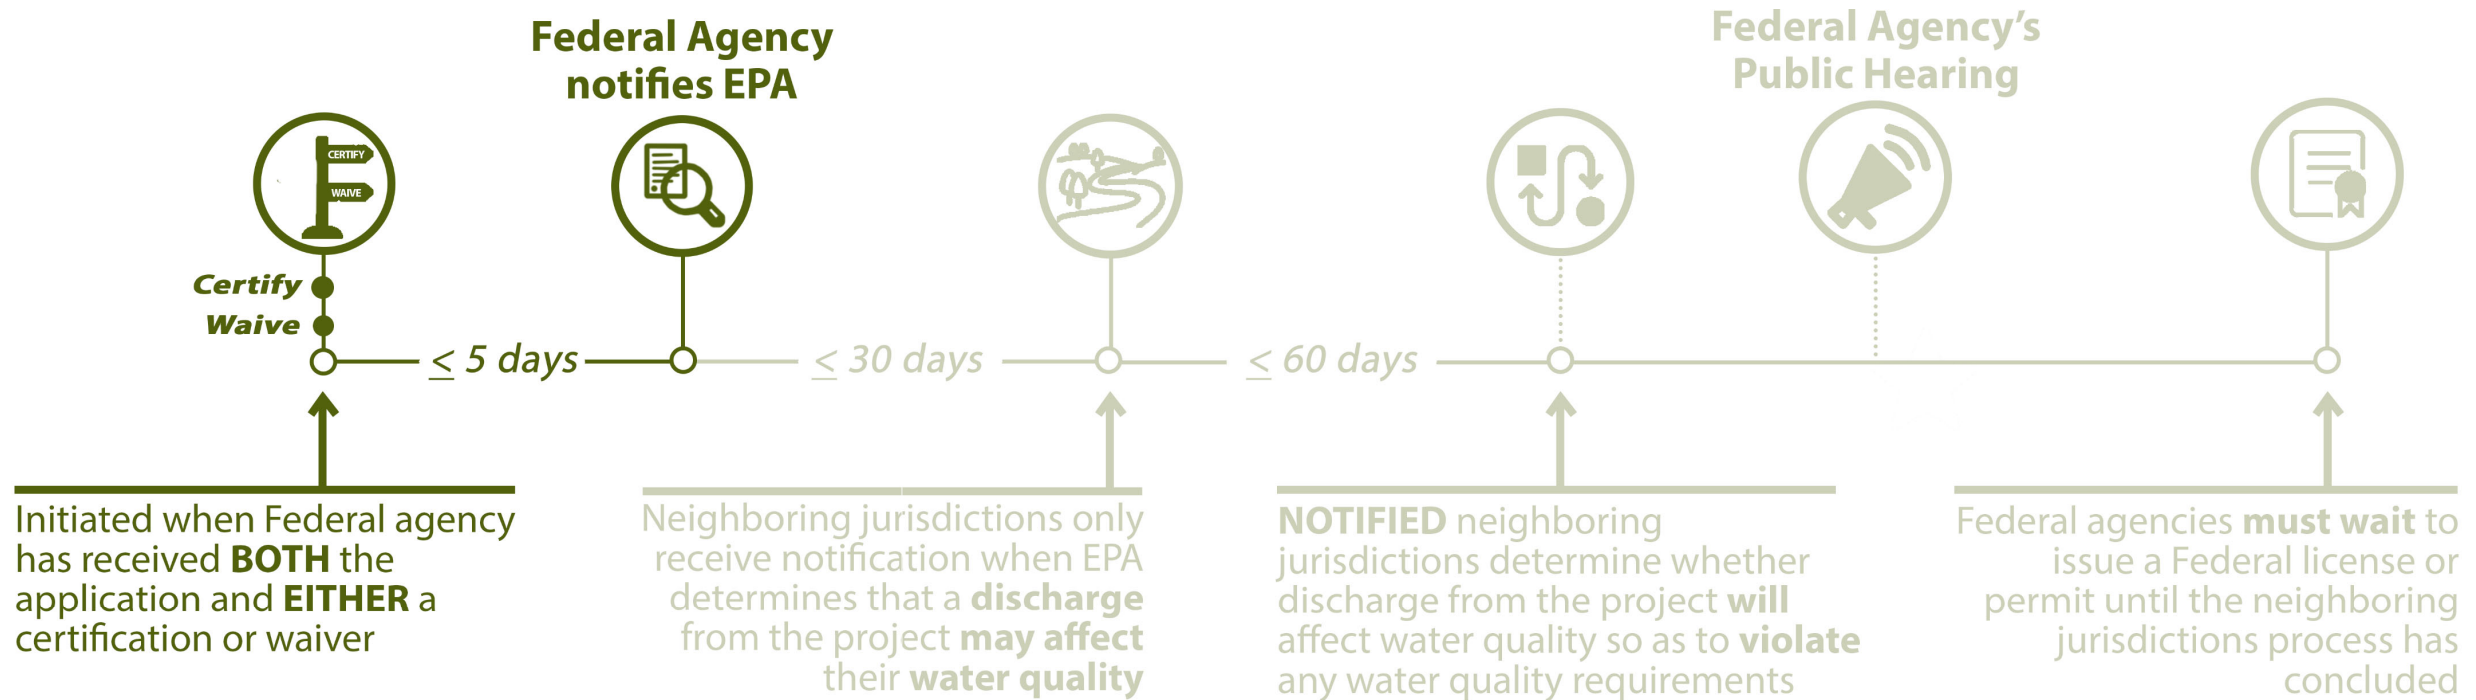 Federal Agency
notifies EPA
Federal Agency's
Public Hearing
CERTIFY
WAIVE
Certify
Waive
≤ 5 days
≤ 30 days
≤ 60 days
Initiated when Federal agency
has received BOTH the
application and EITHER a
certification or waiver
Neighboring jurisdictions only
receive notification when EPA
determines that a discharge
from the project may affect
their water quality
NOTIFIED neighboring
jurisdictions determine whether
discharge from the project will
affect water quality so as to violate
any water quality requirements
Federal agencies must wait to
issue a Federal license or
permit until the neighboring
jurisdictions process has
concluded